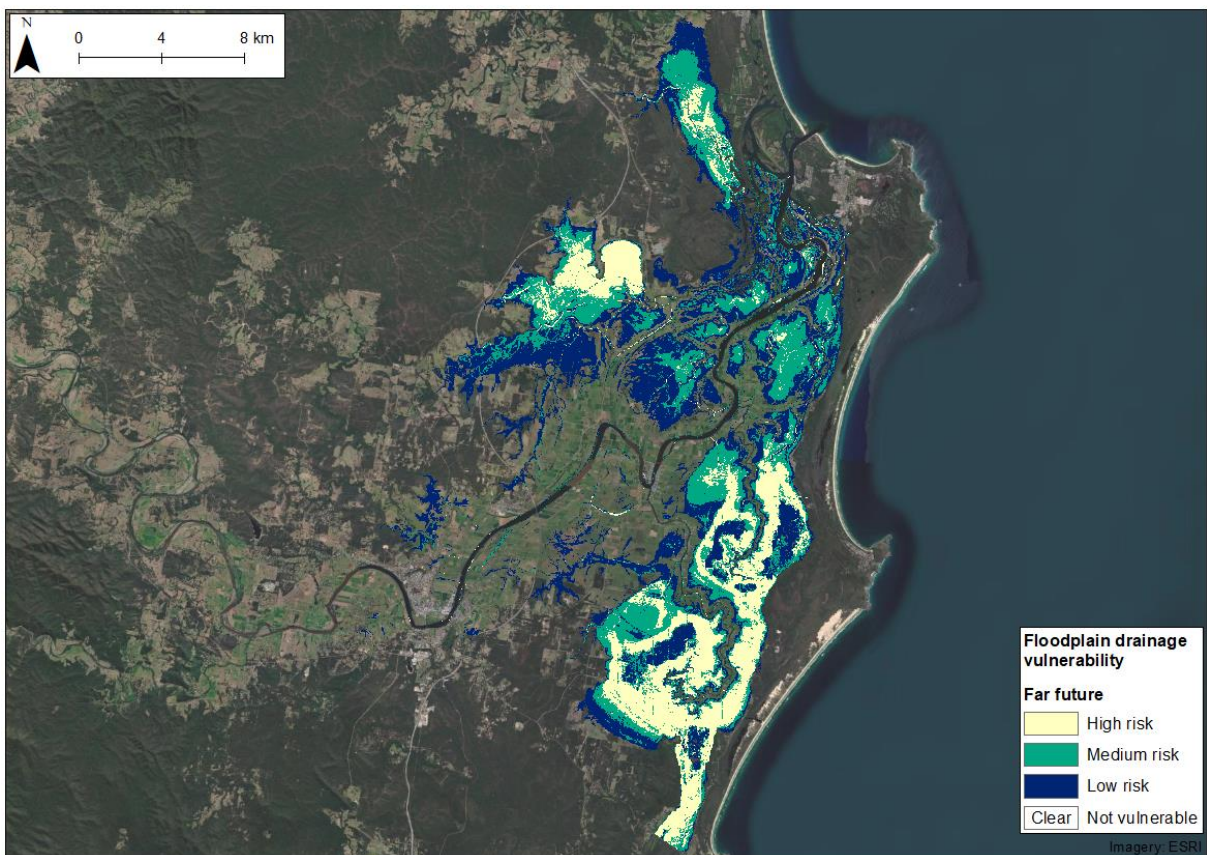 N
0 4 8 km
Floodplain drainage
vulnerability
Far future
High risk
Medium risk
Low risk
Clear Not vulnerable
Imagery: ESRI